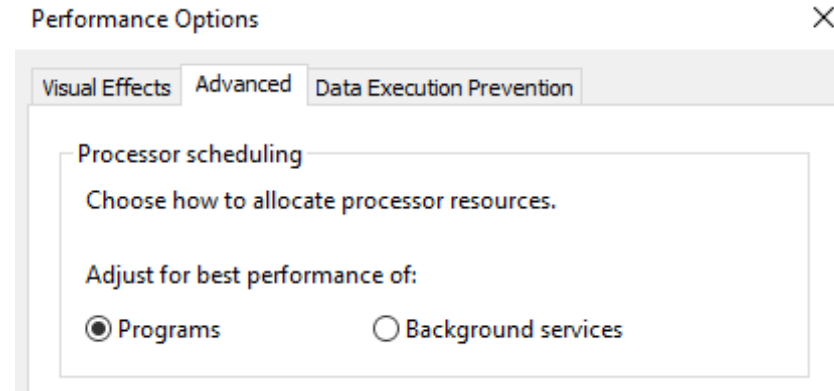 Performance Options
Visual Effects Advanced Data Execution Prevention
Processor scheduling
Choose how to allocate processor resources.
Adjust for best performance of:
Programs Background services